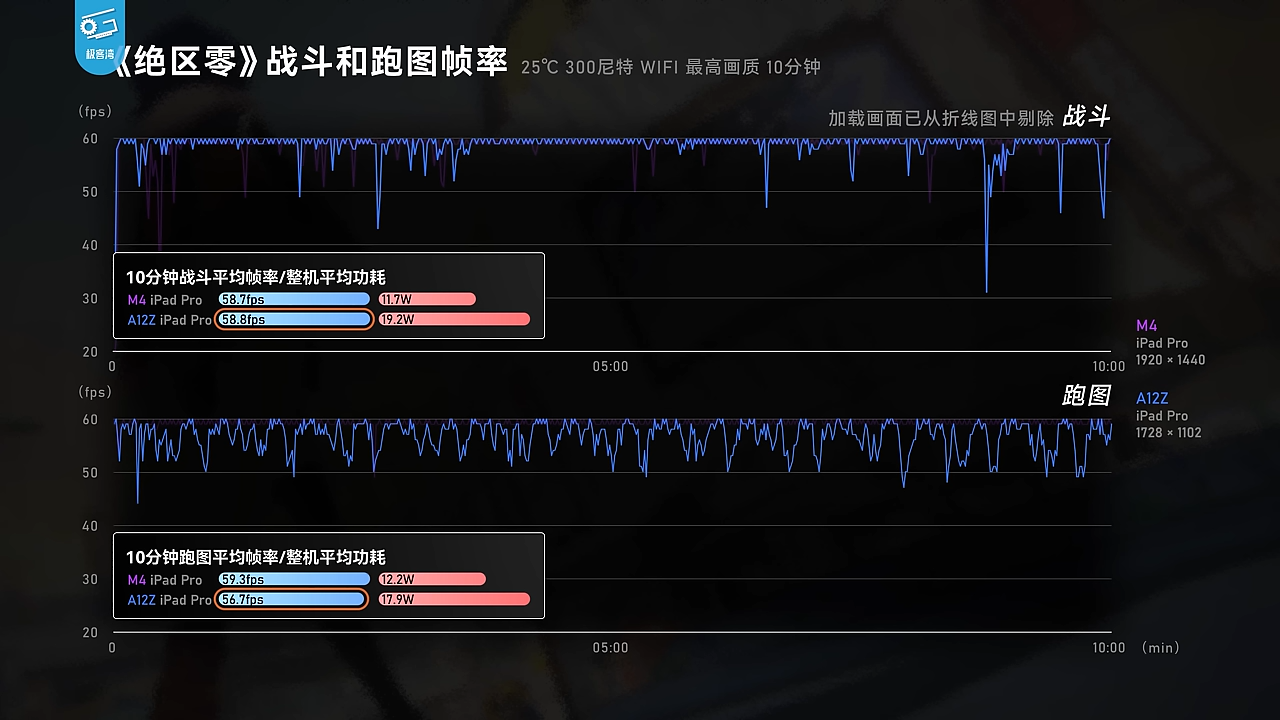 极客湾
《绝区零》战斗和跑图帧率 25℃ 300尼特 WIFI 最高画质 10分钟
(fps)
加载画面已从折线图中剔除 战斗
60
50
40
30
20
10分钟战斗平均帧率/整机平均功耗
M4 iPad Pro 58.7fps 11.7W
A12Z iPad Pro 58.8fps 19.2W
0 05:00 10:00
M4
iPad Pro
1920 × 1440
(fps)
跑图
A12Z
iPad Pro
1728 × 1102
60
50
40
30
20
10分钟跑图平均帧率/整机平均功耗
M4 iPad Pro 59.3fps 12.2W
A12Z iPad Pro 56.7fps 17.9W
0 05:00 10:00 (min)